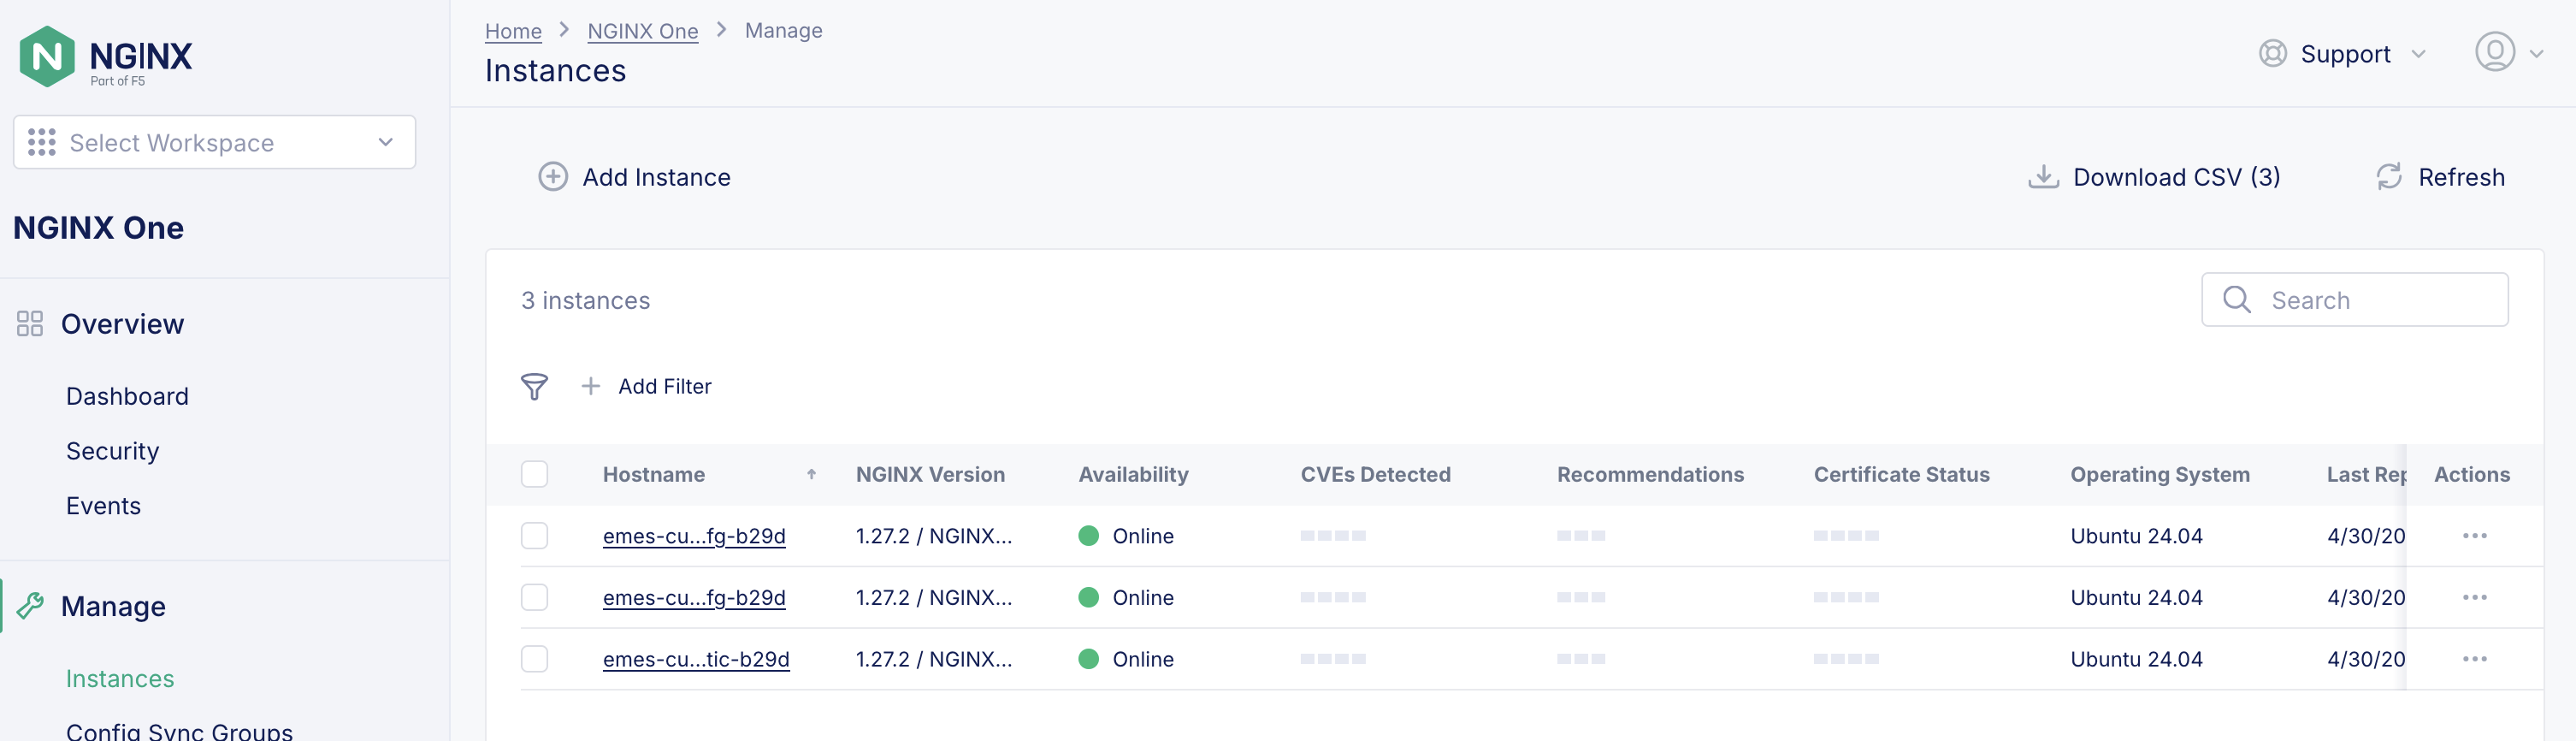 NGINX
Part of F5
Select Workspace
NGINX One
Overview
Dashboard
Security
Events
Manage
Instances
Config Sync Groups
Home > NGINX One > Manage
Instances
Support
Add Instance
Download CSV (3)
Refresh
3 instances
Search
Add Filter
Hostname NGINX Version Availability CVEs Detected Recommendations Certificate Status Operating System Last Rep Actions
emes-cu...fg-b29d 1.27.2 / NGINX... Online Ubuntu 24.04 4/30/20
emes-cu...fg-b29d 1.27.2 / NGINX... Online Ubuntu 24.04 4/30/20
emes-cu...tic-b29d 1.27.2 / NGINX... Online Ubuntu 24.04 4/30/20